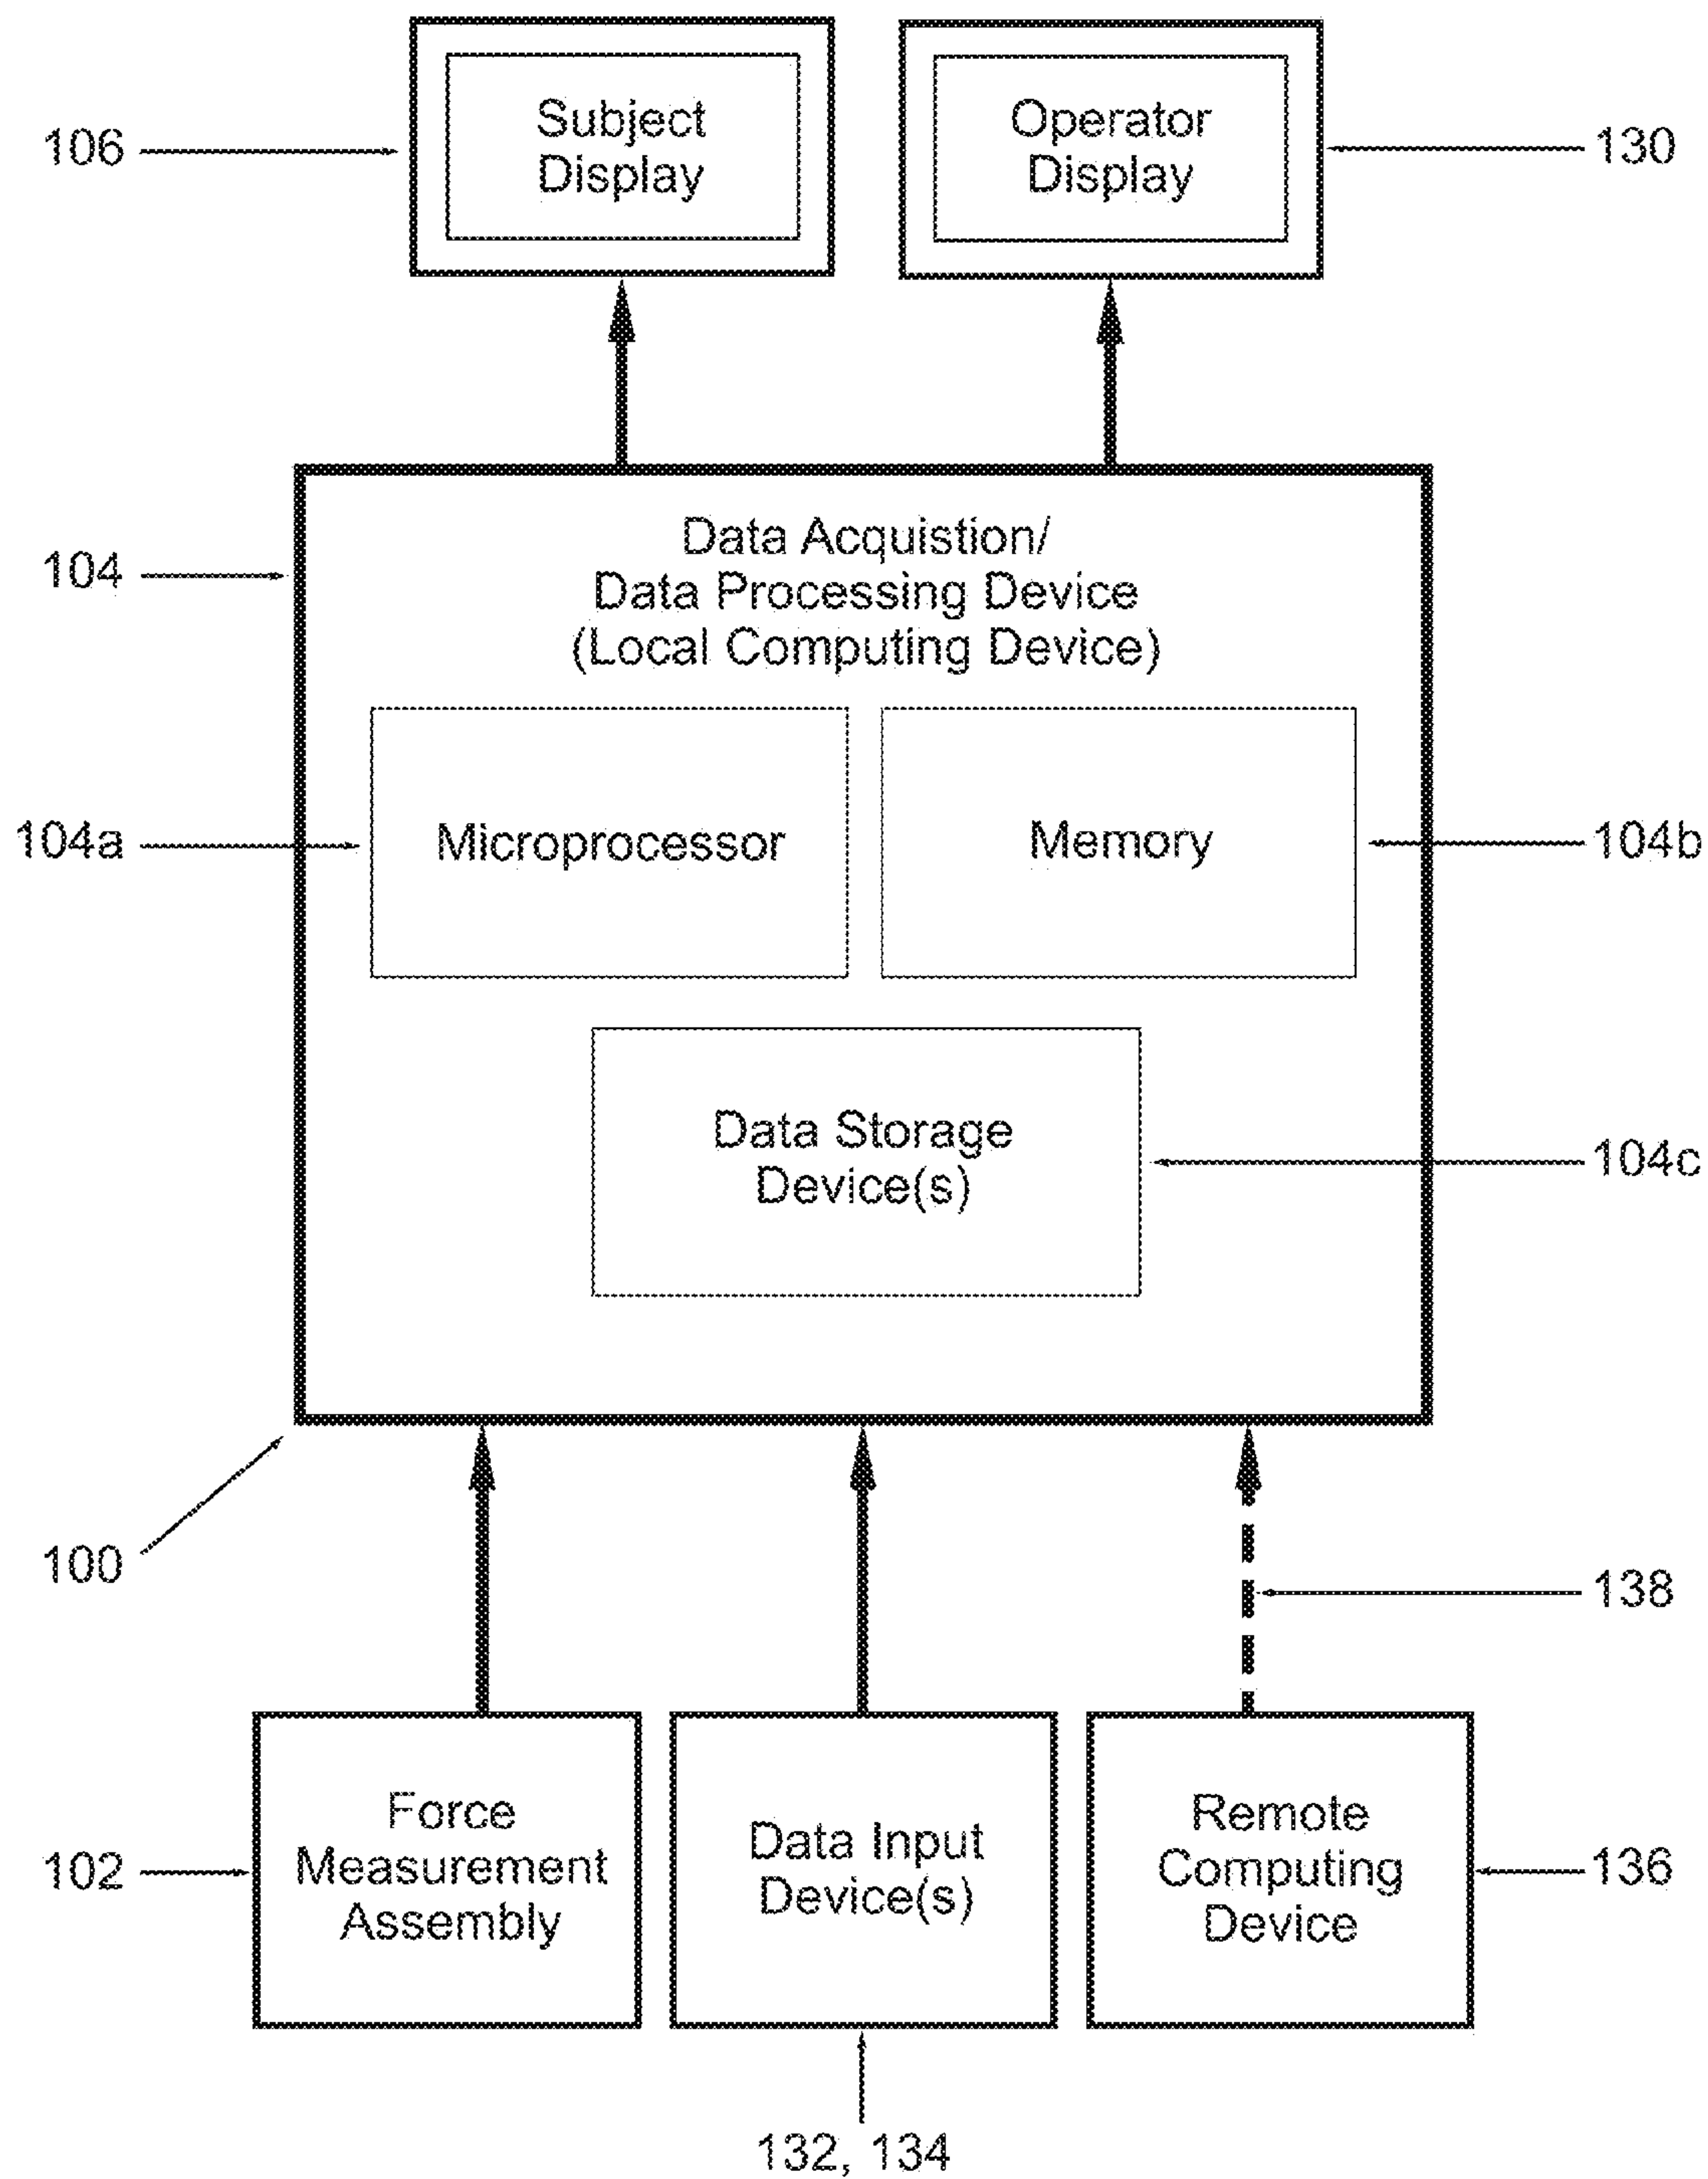 106
Subject
Display
Operator
Display
130
104
Data Acquistion/
Data Processing Device
(Local Computing Device)
104a
Microprocessor
Memory
104b
Data Storage
Device(s)
104c
100
138
102
Force
Measurement
Assembly
Data Input
Device(s)
Remote
Computing
Device
136
132, 134